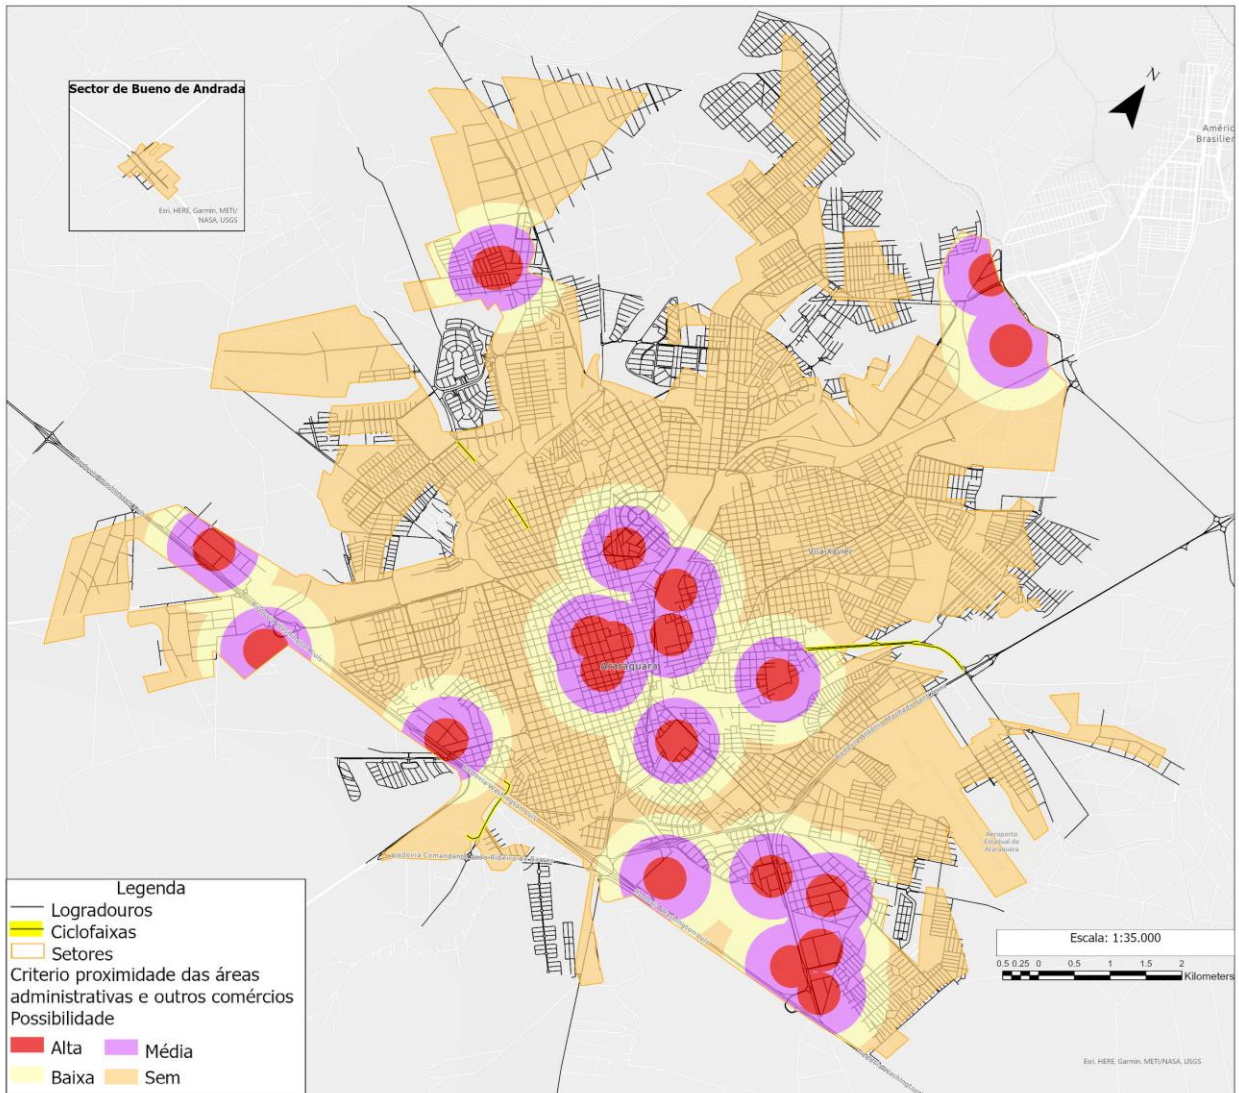 Sector de Bueno de Andrada
Esri, HERE, Garmin, METI/
NASA, USGS
N
Améric
Brasilier
Vila Xavier
Araraquara
Aeroporto
Estadual de
Araraquara
Legenda
Logradouros
Ciclofaixas
Setores
Criterio proximidade das áreas
administrativas e outros comércios
Possibilidade
Alta
Média
Baixa
Sem
Escala: 1:35.000
0.5 0.25 0 0.5 1 1.5 2
Kilometers
Esri, HERE, Garmin, METI/NASA, USGS